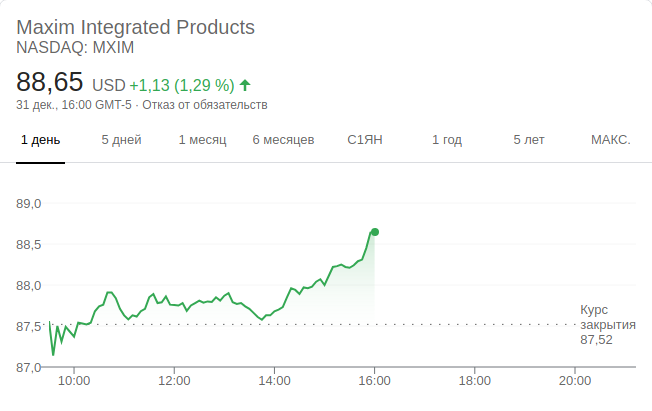 Maxim Integrated Products
NASDAQ: MXIM
88,65 USD +1,13 (1,29 %)
31 дек., 16:00 GMT-5 · Отказ от обязательств
1 день 5 дней 1 месяц 6 месяцев С1ЯН 1 год 5 лет МАКС.
89,0
88,5
88,0
87,5
87,0
Курс
закрытия
87,52
10:00 12:00 14:00 16:00 18:00 20:00